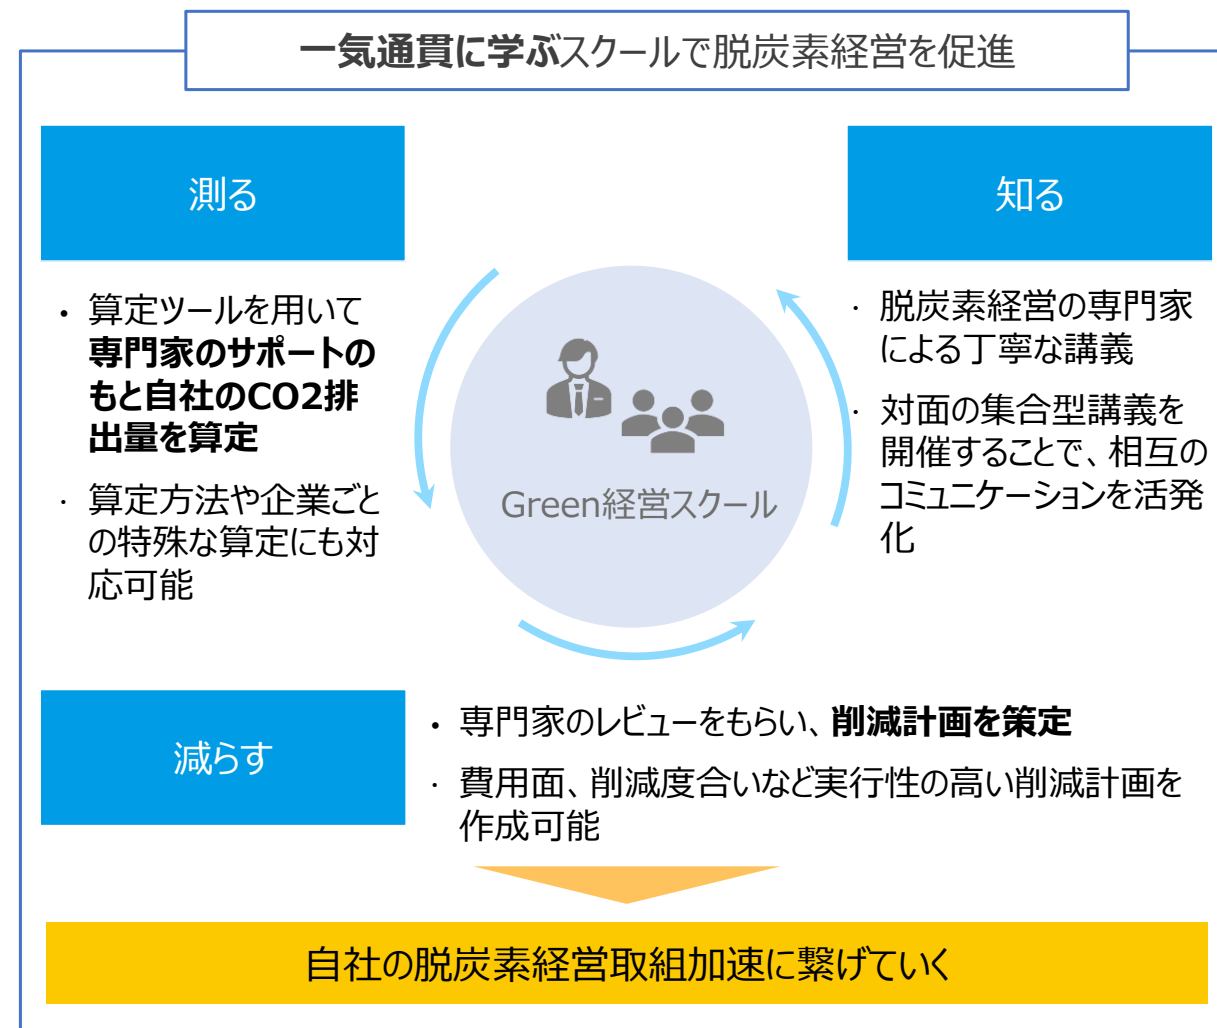 一気通貫に学ぶスクールで脱炭素経営を促進
測る
・ 算定ツールを用いて
専門家のサポートの
もと自社のCO2排
出量を算定
・ 算定方法や企業ごと
の特殊な算定にも対
応可能
知る
・ 脱炭素経営の専門家
による丁寧な講義
・ 対面の集合型講義を
開催することで、相互の
コミュニケーションを活発
化
Green経営スクール
減らす
・ 専門家のレビューをもらい、削減計画を策定
・ 費用面、削減度合いなど実行性の高い削減計画を
作成可能
自社の脱炭素経営取組加速に繋げていく